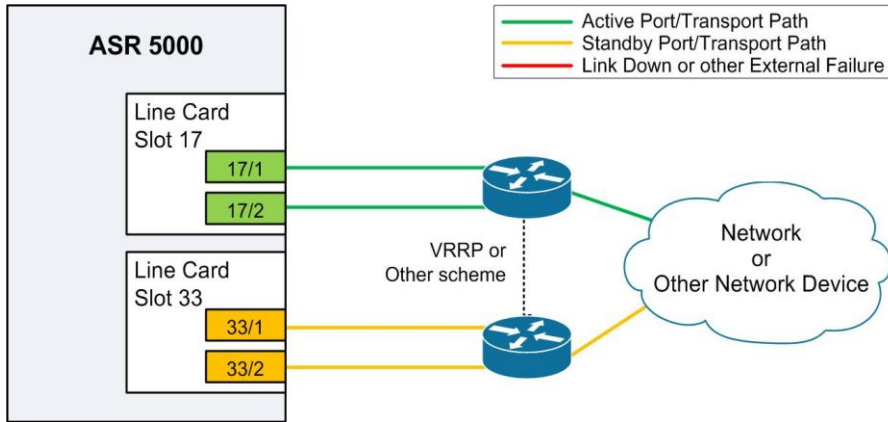 ASR 5000
Active Port/Transport Path
Standby Port/Transport Path
Link Down or other External Failure
Line Card
Slot 17
17/1
17/2
VRRP or
Other scheme
Network
or
Other Network Device
Line Card
Slot 33
33/1
33/2